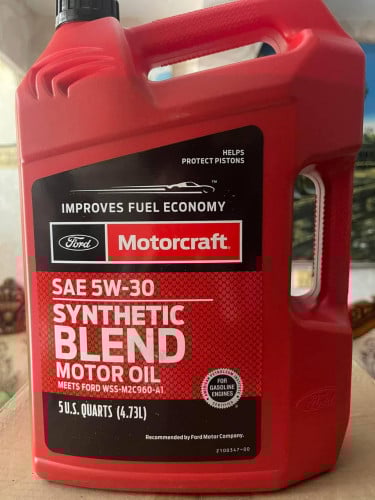 HELPS
PROTECT PISTONS
™
IMPROVES FUEL ECONOMY
Ford Motorcraft®
SAE 5W-30
SYNTHETIC
BLEND
MOTOR OIL
MEETS FORD WSS-M2C960-A1
FOR
GASOLINE
ENGINES
5 U.S. QUARTS (4.73L)
Recommended by Ford Motor Company.